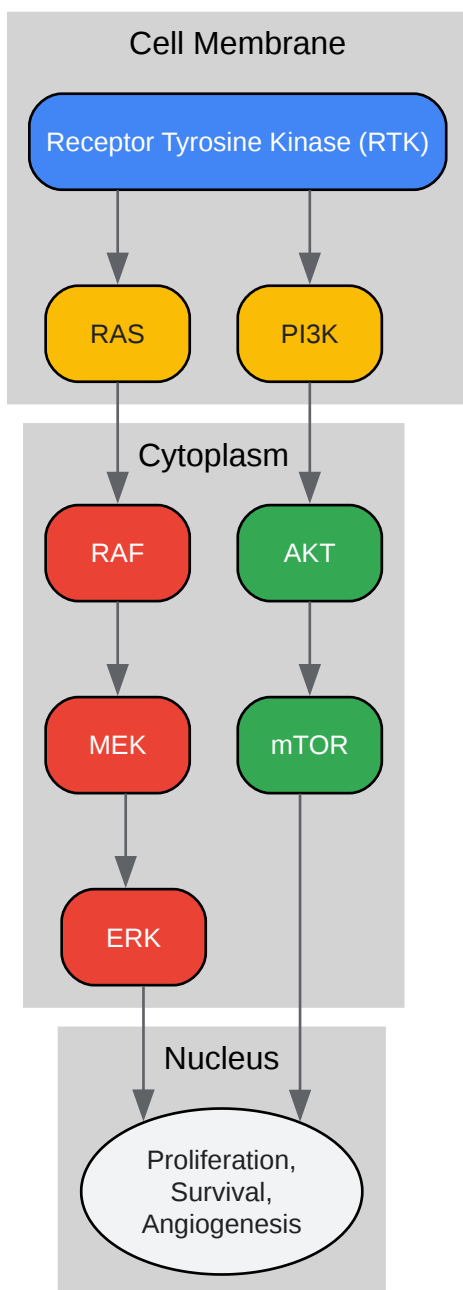 Cell Membrane
Receptor Tyrosine Kinase (RTK)
RAS
PI3K
Cytoplasm
RAF
AKT
MEK
mTOR
ERK
Nucleus
Proliferation,
Survival,
Angiogenesis